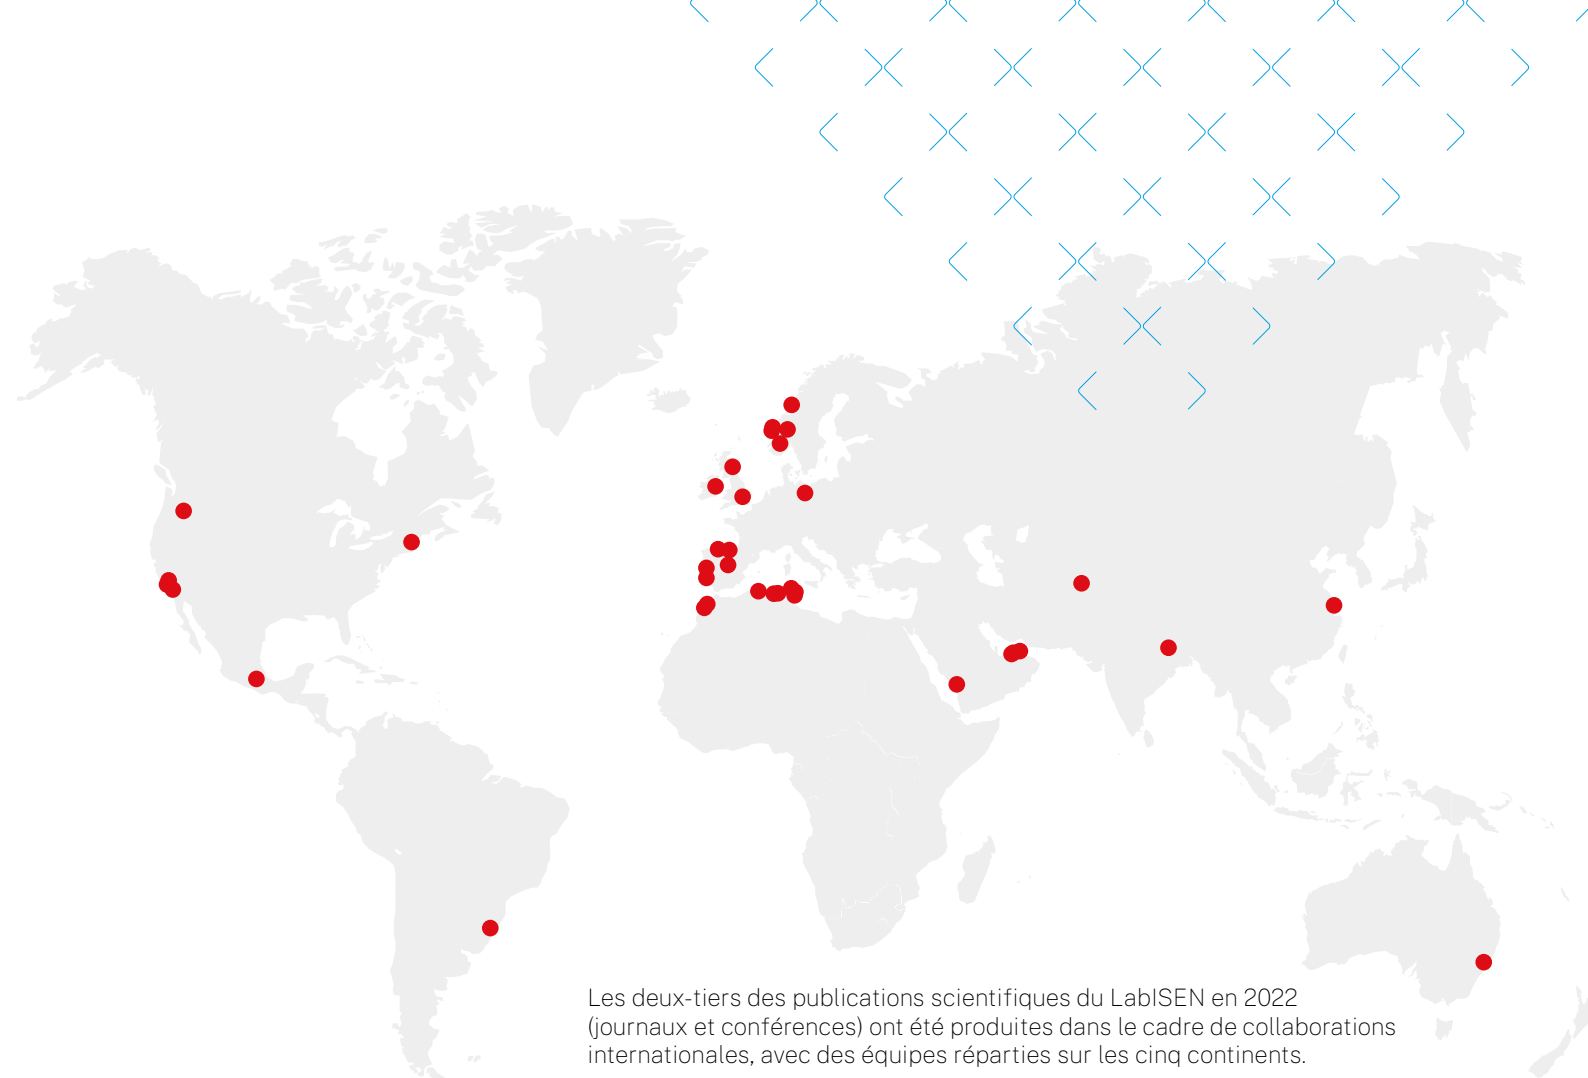 Les deux-tiers des publications scientifiques du LabISEN en 2022
(journaux et conférences) ont été produites dans le cadre de collaborations
internationales, avec des équipes réparties sur les cinq continents.